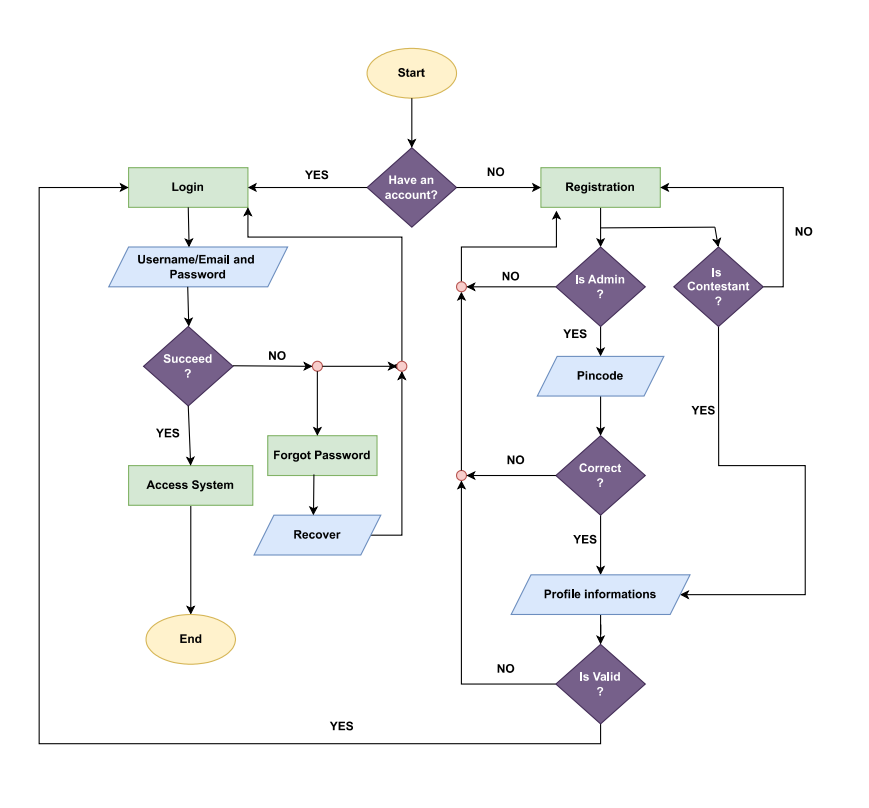 Start
Have an
account?
YES
NO
Login
Registration
NO
Username/Email and
Password
NO
Is Admin
?
Is
Contestant
?
YES
Succeed
?
NO
Pincode
YES
YES
Forgot Password
NO
Correct
?
Access System
Recover
YES
Profile informations
End
NO
Is Valid
?
YES